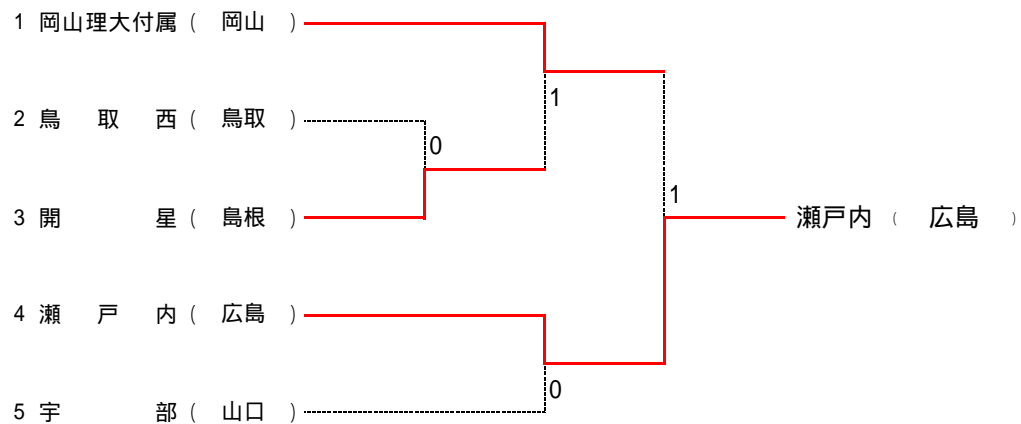 1 岡山理大付属 ( 岡山 )
1
2 鳥取西 ( 鳥取 )
0
3 開星 ( 島根 )
1
瀬戸内 ( 広島 )
4 瀬戸内 ( 広島 )
0
5 宇部 ( 山口 )